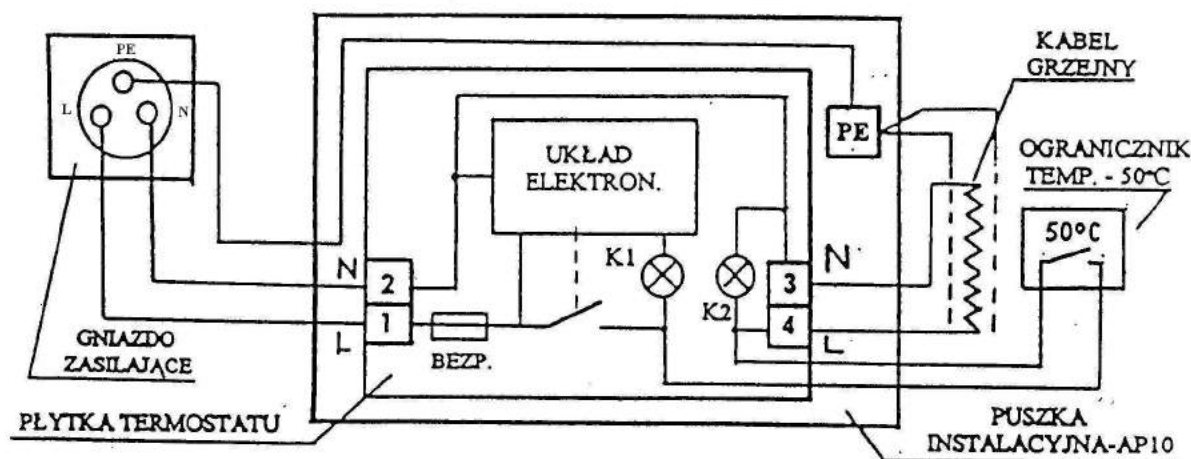 PE
L
N
GNIAZDO
ZASILAJĄCE
PŁYTKA TERMOSTATU
N
2
1
L
BEZP.
UKŁAD
ELEKTRON.
K1
K2
PE
3
4
N
L
KABEL
GRZEJNY
OGRANICZNIK
TEMP. - 50°C
50°C
PUSZKA
INSTALACYJNA-AP10